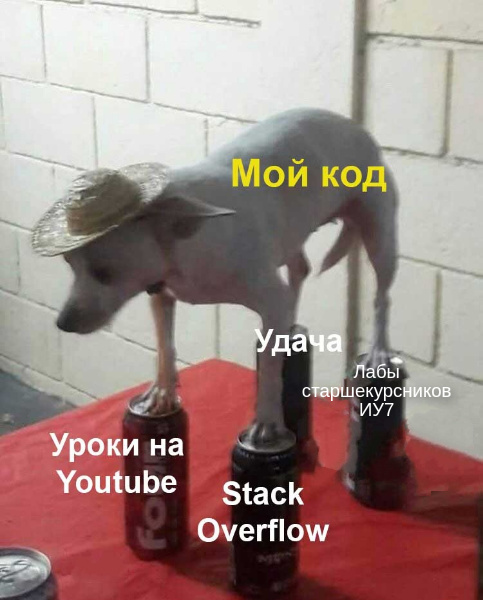 Мой код
Удача
Лабы
старшекурсников
ИУ7
Уроки на
Youtube
Stack
Overflow